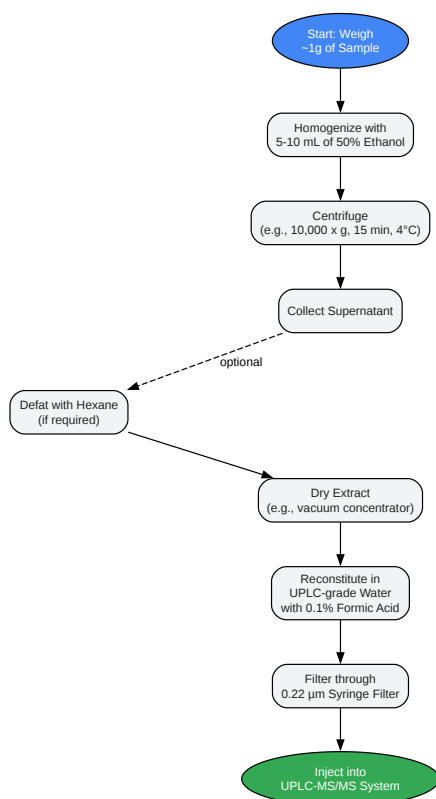 Start: Weigh
~1g of Sample
Homogenize with
5-10 mL of 50% Ethanol
Centrifuge
(e.g., 10,000 x g, 15 min, 4°C)
Collect Supernatant
optional
Defat with Hexane
(if required)
Dry Extract
(e.g., vacuum concentrator)
Reconstitute in
UPLC-grade Water
with 0.1% Formic Acid
Filter through
0.22 µm Syringe Filter
Inject into
UPLC-MS/MS System